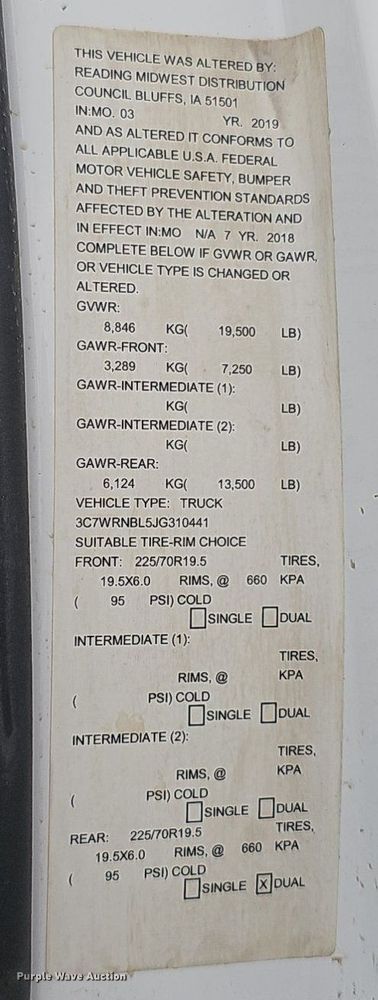 THIS VEHICLE WAS ALTERED BY:
READING MIDWEST DISTRIBUTION
COUNCIL BLUFFS, IA 51501
IN:MO. 03 YR. 2019
AND AS ALTERED IT CONFORMS TO
ALL APPLICABLE U.S.A. FEDERAL
MOTOR VEHICLE SAFETY, BUMPER
AND THEFT PREVENTION STANDARDS
AFFECTED BY THE ALTERATION AND
IN EFFECT IN:MO N/A 7 YR. 2018
COMPLETE BELOW IF GVWR OR GAWR,
OR VEHICLE TYPE IS CHANGED OR
ALTERED.
GVWR:
8,846 KG( 19,500 LB)
GAWR-FRONT:
3,289 KG( 7,250 LB)
GAWR-INTERMEDIATE (1):
KG( LB)
GAWR-INTERMEDIATE (2):
KG( LB)
GAWR-REAR:
6,124 KG( 13,500 LB)
VEHICLE TYPE: TRUCK
3C7WRNBL5JG310441
SUITABLE TIRE-RIM CHOICE
FRONT: 225/70R19.5 TIRES,
19.5X6.0 RIMS, @ 660 KPA
( 95 PSI) COLD
SINGLE DUAL
INTERMEDIATE (1):
TIRES,
RIMS, @ KPA
( PSI) COLD
SINGLE DUAL
INTERMEDIATE (2):
TIRES,
RIMS, @ KPA
( PSI) COLD
SINGLE DUAL
REAR: 225/70R19.5 TIRES,
19.5X6.0 RIMS, @ 660 KPA
( 95 PSI) COLD
SINGLE X DUAL
Purple Wave Auction